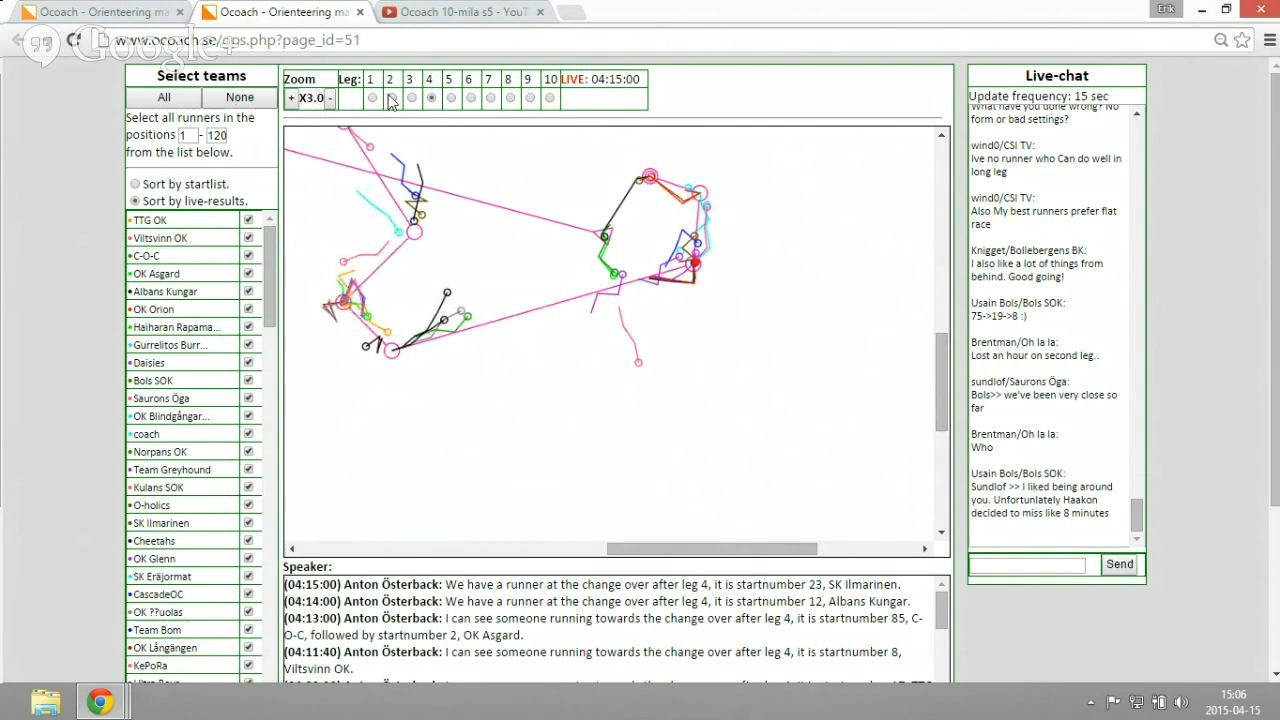 Ocoach - Orienteering ma
Ocoach - Orienteering ma
Ocoach 10-mila s5 - YouT
Erik
www.ocoach.se/cps.php?page_id=51
Google+
Select teams
All
None
Select all runners in the
positions 1 - 120
from the list below.
Sort by startlist.
Sort by live-results.
TTG OK
Viltsvinn OK
C-O-C
OK Asgard
Albans Kungar
OK Orion
Haiharan Rapama...
Gurrelitos Burr...
Daisies
Bols SOK
Saurons Öga
OK Blindgångar...
coach
Norpans OK
Team Greyhound
Kulans SOK
O-holics
SK Ilmarinen
Cheetahs
OK Glenn
SK Eräjormat
CascadeOC
OK ??uolas
Team Bom
OK Långängen
KePoRa
Zoom
Leg: 1 2 3 4 5 6 7 8 9 10 LIVE: 04:15:00
+ X3.0 -
Speaker:
(04:15:00) Anton Österback: We have a runner at the change over after leg 4, it is startnumber 23, SK Ilmarinen.
(04:14:00) Anton Österback: We have a runner at the change over after leg 4, it is startnumber 12, Albans Kungar.
(04:13:00) Anton Österback: I can see someone running towards the change over after leg 4, it is startnumber 85, C-
O-C, followed by startnumber 2, OK Asgard.
(04:11:40) Anton Österback: I can see someone running towards the change over after leg 4, it is startnumber 8,
Viltsvinn OK.
Live-chat
Update frequency: 15 sec
What have you done wrong? No
form or bad settings?
wind0/CSI TV:
Ive no runner who Can do well in
long leg
wind0/CSI TV:
Also My best runners prefer flat
race
Knigget/Bollebergens BK:
I also like a lot of things from
behind. Good going!
Usain Bols/Bols SOK:
75->19->8 :)
Brentman/Oh la la:
Lost an hour on second leg..
sundlof/Saurons Öga:
Bols>> we've been very close so
far
Brentman/Oh la la:
Who
Usain Bols/Bols SOK:
Sundlof >> I liked being around
you. Unfortunlately Haakon
decided to miss like 8 minutes
Send
15:06
2015-04-15